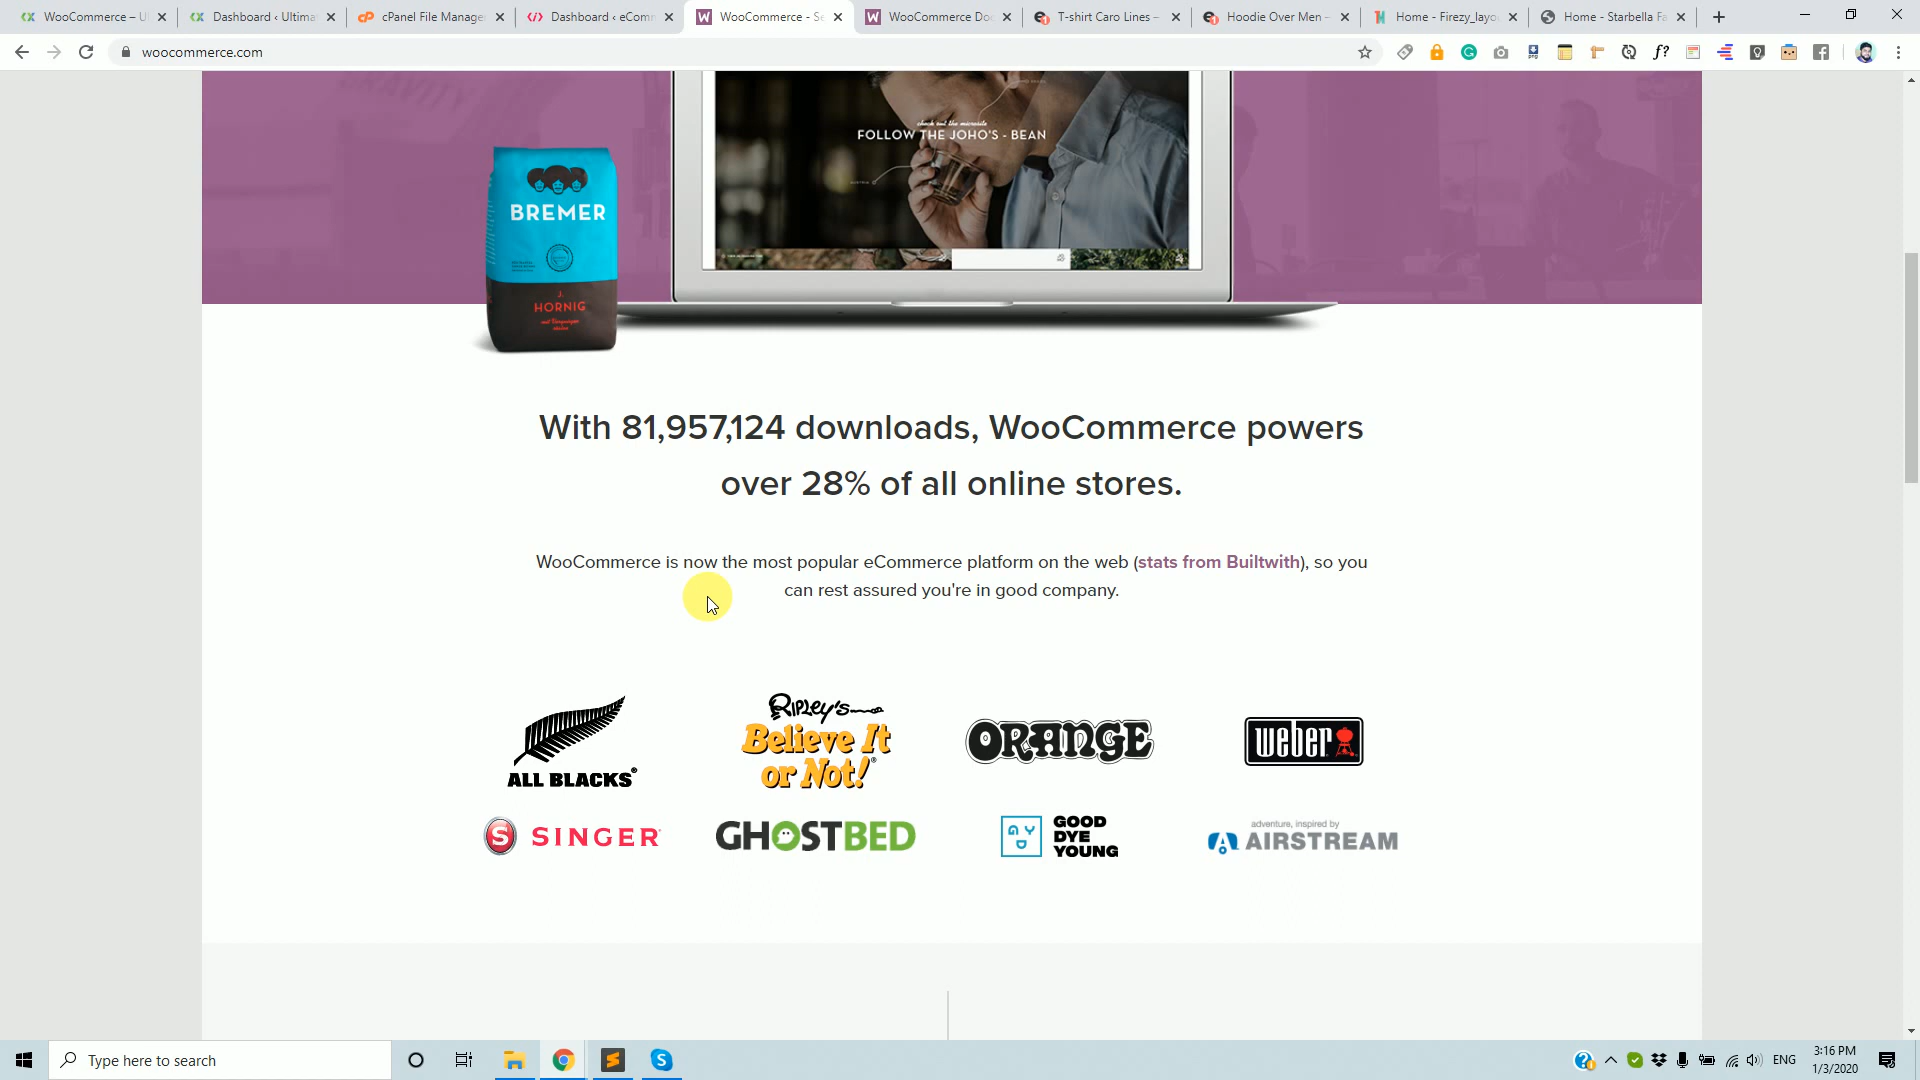 WooCommerce – U
Dashboard ‹ Ultima
cPanel File Manage
Dashboard ‹ eComm
WooCommerce - Se
WooCommerce Do
T-shirt Caro Lines –
Hoodie Over Men –
Home - Firezy_layo
Home - Starbella Fa
woocommerce.com
check out the microsite
FOLLOW THE JOHO'S - BEAN
BREMER
J.
HORNIG
With 81,957,124 downloads, WooCommerce powers
over 28% of all online stores.
WooCommerce is now the most popular eCommerce platform on the web (stats from Builtwith), so you
can rest assured you're in good company.
ALL BLACKS®
Ripley's
Believe It
or Not!®
ORANGE
weber
S SINGER
GHOSTBED
GOOD
DYE
YOUNG
adventure, inspired by
AIRSTREAM
Type here to search
ENG
3:16 PM
1/3/2020